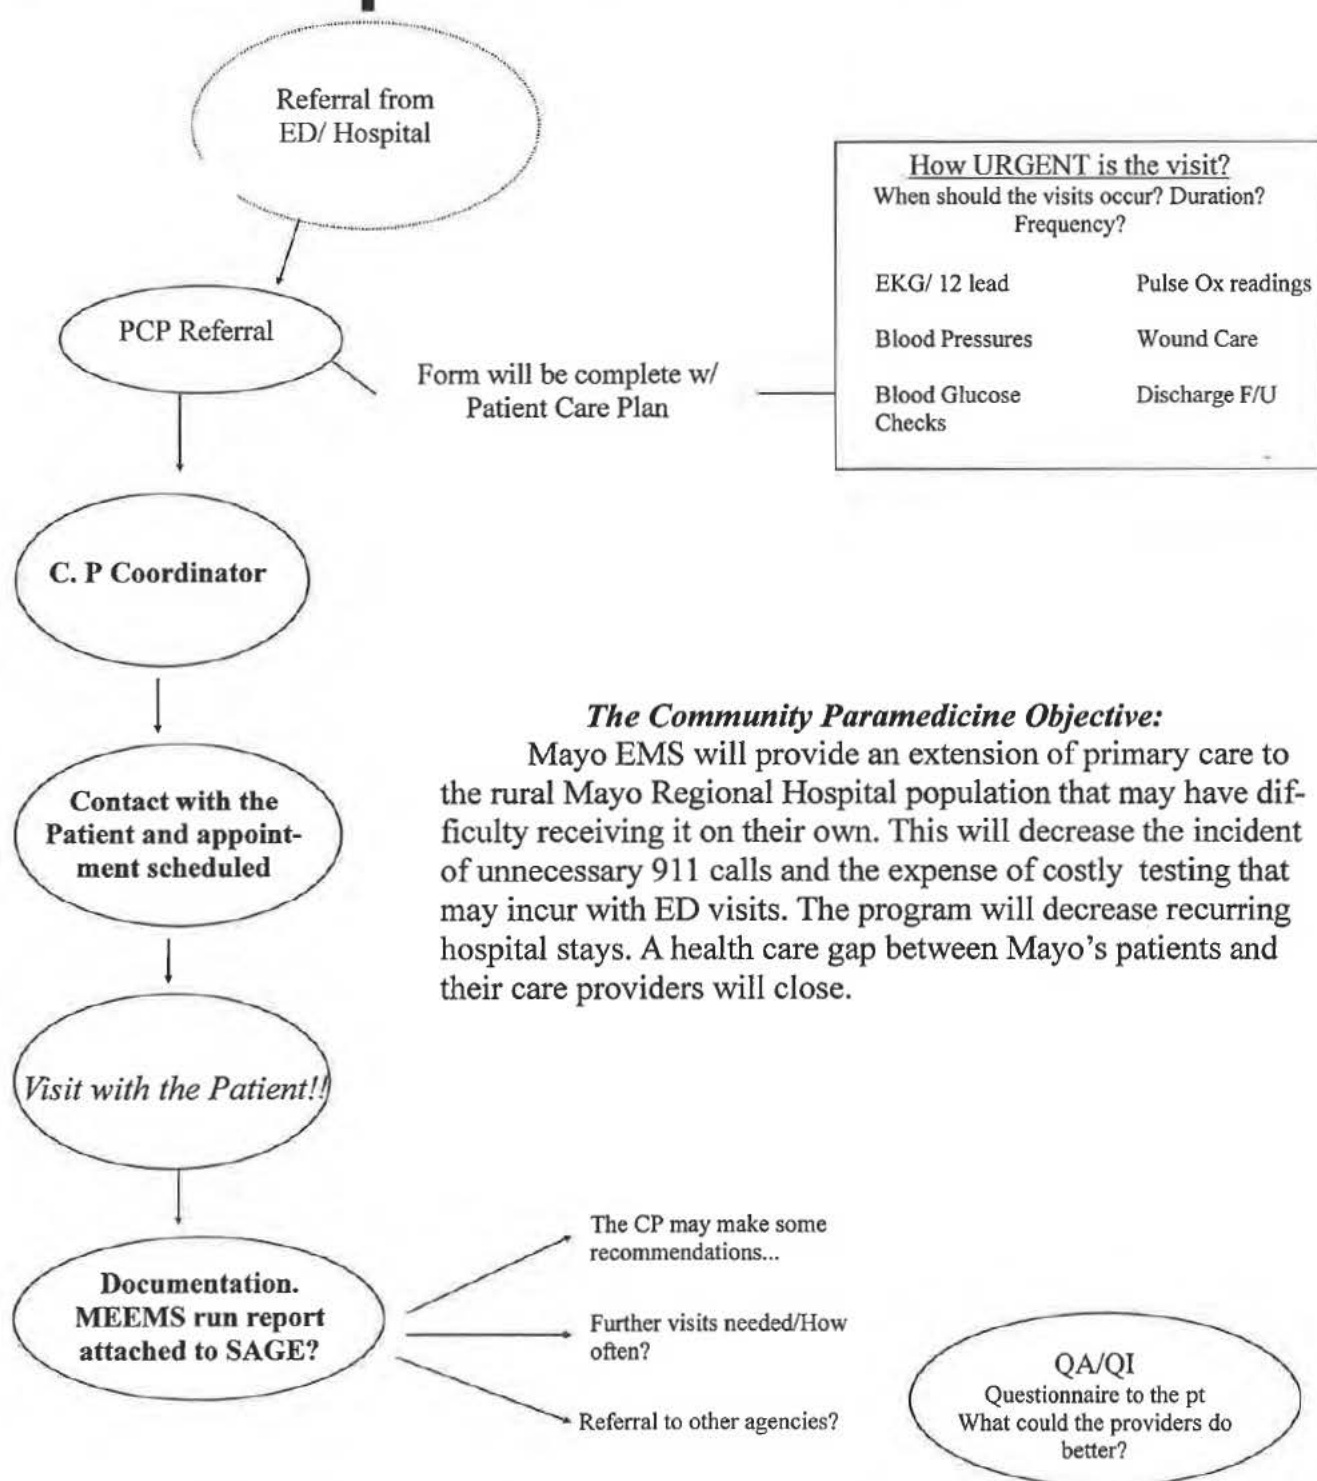 Referral from
ED/ Hospital
How URGENT is the visit?
When should the visits occur? Duration?
Frequency?
EKG/ 12 lead
Pulse Ox readings
Blood Pressures
Wound Care
Blood Glucose
Checks
Discharge F/U
PCP Referral
Form will be complete w/
Patient Care Plan
C. P Coordinator
The Community Paramedicine Objective:
Mayo EMS will provide an extension of primary care to
the rural Mayo Regional Hospital population that may have dif-
ficulty receiving it on their own. This will decrease the incident
of unnecessary 911 calls and the expense of costly testing that
may incur with ED visits. The program will decrease recurring
hospital stays. A health care gap between Mayo's patients and
their care providers will close.
Contact with the
Patient and appoint-
ment scheduled
Visit with the Patient!!
Documentation.
MEEMS run report
attached to SAGE?
The CP may make some
recommendations...
Further visits needed/How
often?
Referral to other agencies?
QA/QI
Questionnaire to the pt
What could the providers do
better?